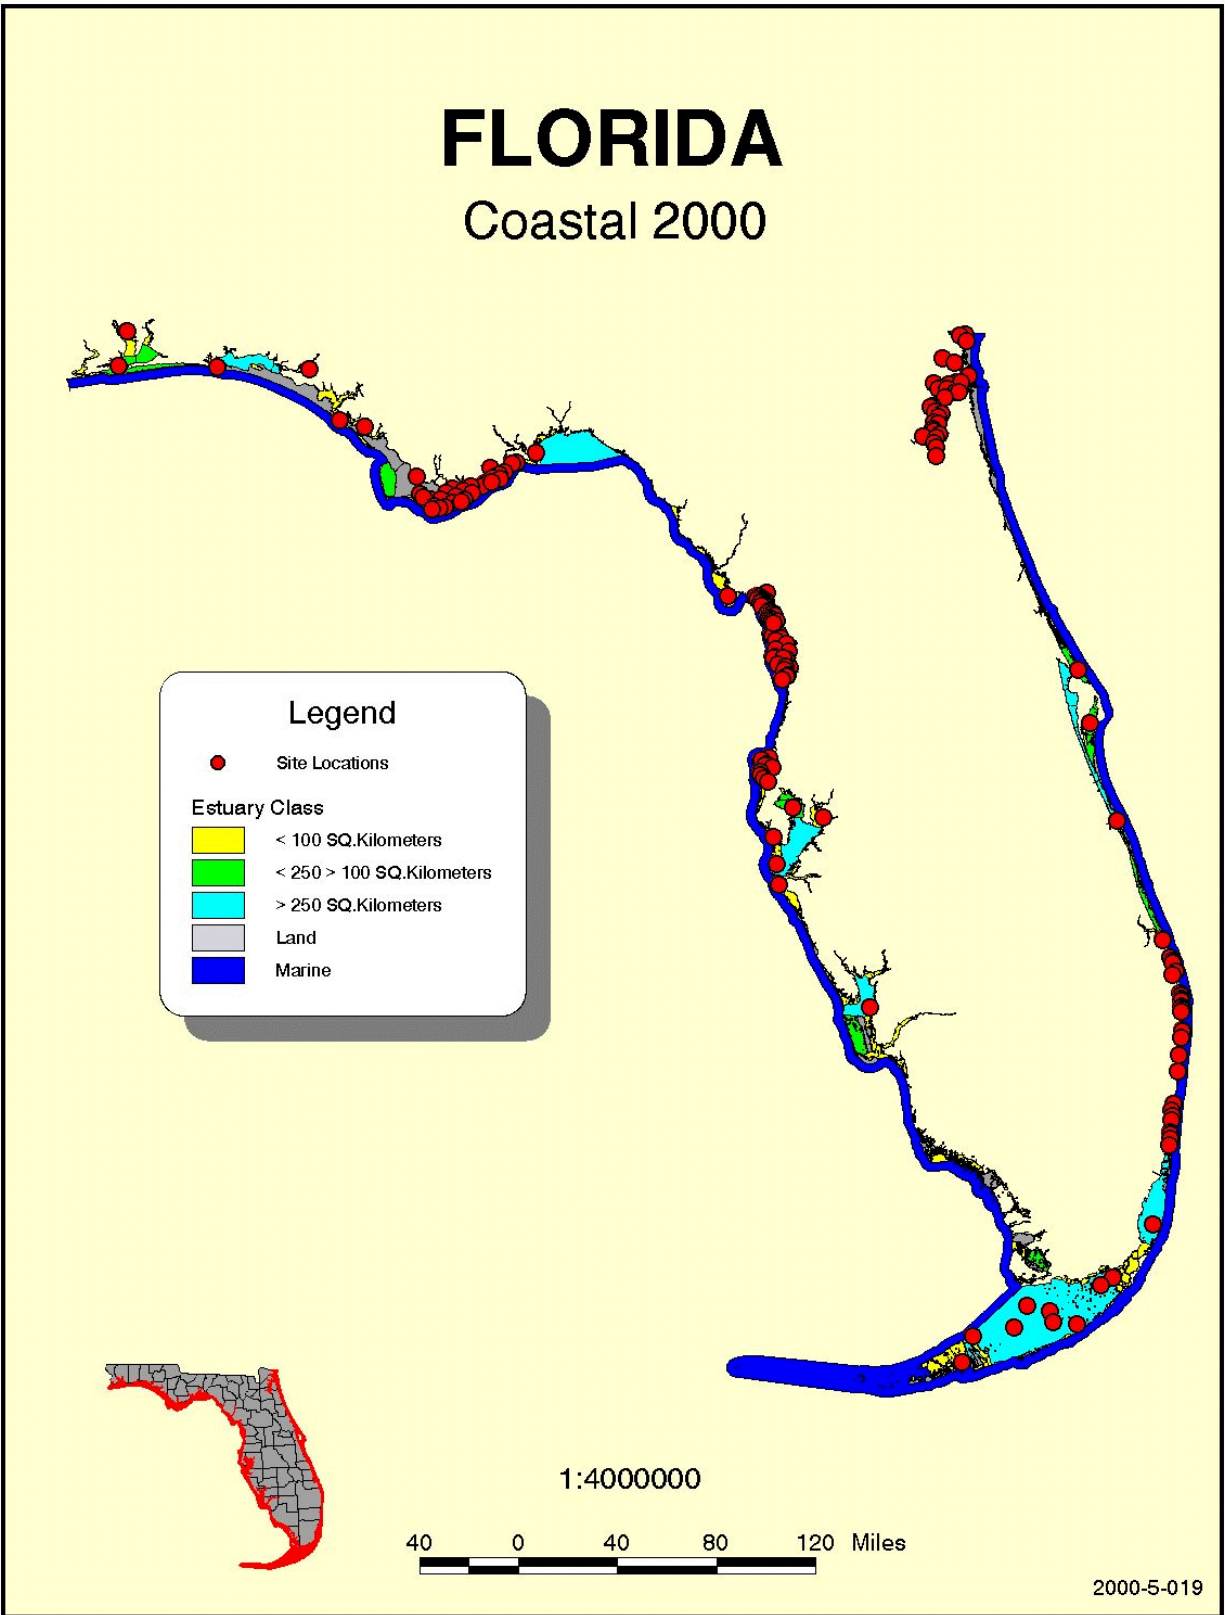 FLORIDA
Coastal 2000
Legend
Site Locations
Estuary Class
< 100 SQ.Kilometers
< 250 > 100 SQ.Kilometers
> 250 SQ.Kilometers
Land
Marine
1:4000000
40 0 40 80 120 Miles
2000-5-019